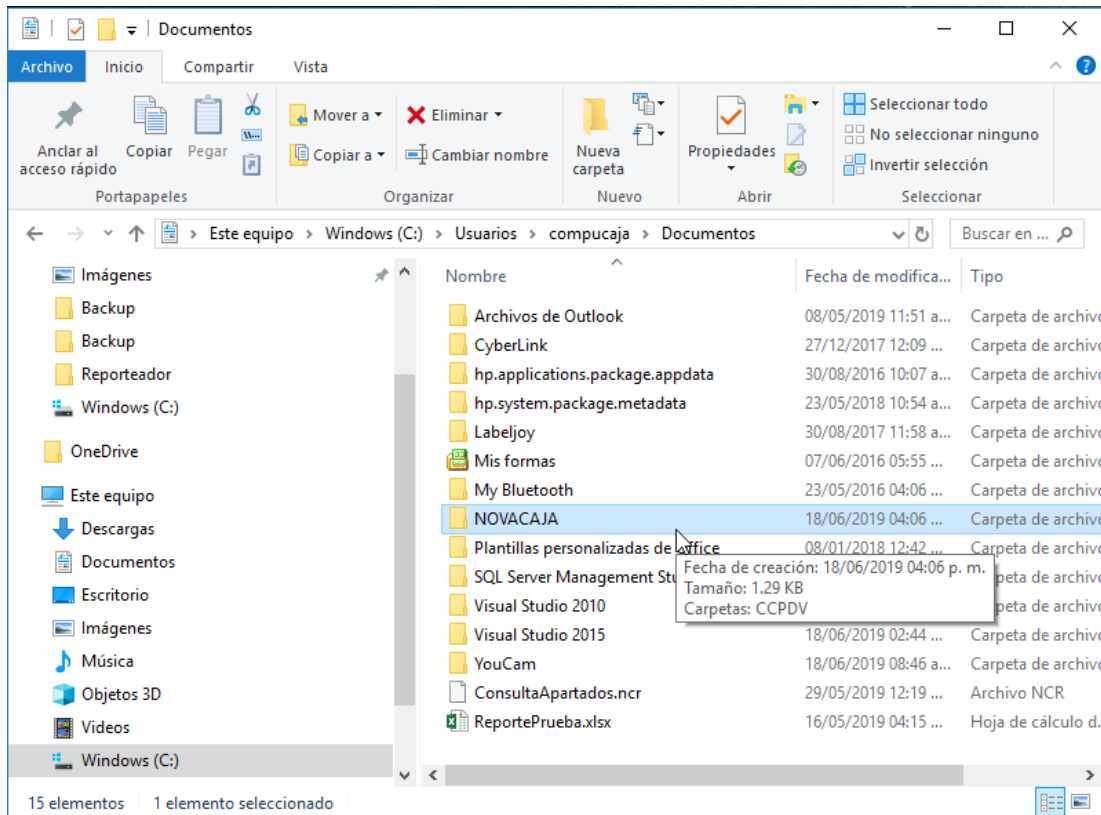 Documentos
Archivo Inicio Compartir Vista
Anclar al acceso rápido
Copiar
Pegar
Portapapeles
Mover a
Copiar a
Eliminar
Cambiar nombre
Organizar
Nueva carpeta
Nuevo
Propiedades
Abrir
Seleccionar todo
No seleccionar ninguno
Invertir selección
Seleccionar
Este equipo > Windows (C:) > Usuarios > compucaja > Documentos
Buscar en ...
Imágenes
Backup
Backup
Reporteador
Windows (C:)
OneDrive
Este equipo
Descargas
Documentos
Escritorio
Imágenes
Música
Objetos 3D
Videos
Windows (C:)
Nombre Fecha de modifica... Tipo
Archivos de Outlook 08/05/2019 11:51 a... Carpeta de archivo
CyberLink 27/12/2017 12:09 ... Carpeta de archivo
hp.applications.package.appdata 30/08/2016 10:07 a... Carpeta de archivo
hp.system.package.metadata 23/05/2018 10:54 a... Carpeta de archivo
Labeljoy 30/08/2017 11:58 a... Carpeta de archivo
Mis formas 07/06/2016 05:55 ... Carpeta de archivo
My Bluetooth 23/05/2016 04:06 ... Carpeta de archivo
NOVACAJA 18/06/2019 04:06 ... Carpeta de archivo
Plantillas personalizadas de Office 08/01/2018 12:42 ... Carpeta de archivo
SQL Server Management Stu peta de archivo
Visual Studio 2010 peta de archivo
Visual Studio 2015 18/06/2019 02:44 ... Carpeta de archivo
YouCam 18/06/2019 08:46 a... Carpeta de archivo
ConsultaApartados.ncr 29/05/2019 12:19 ... Archivo NCR
ReportePrueba.xlsx 16/05/2019 04:15 ... Hoja de cálculo d.
Fecha de creación: 18/06/2019 04:06 p. m.
Tamaño: 1.29 KB
Carpetas: CCPDV
15 elementos 1 elemento seleccionado